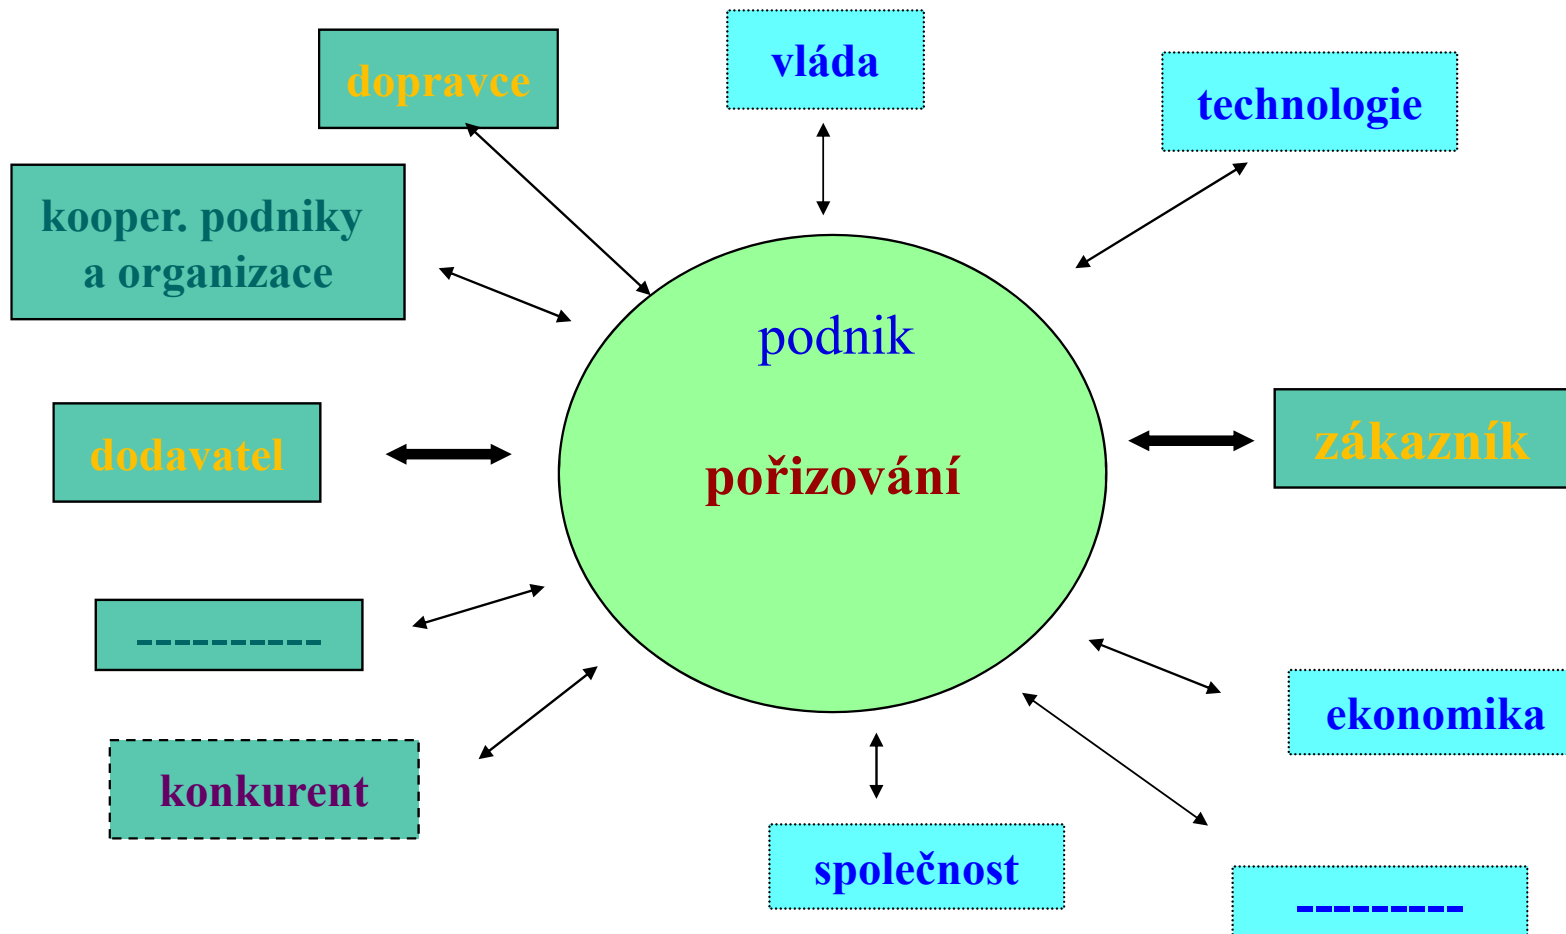 vláda
dopravce
technologie
kooper. podniky
a organizace
podnik
zákazník
dodavatel
pořizování
----------
ekonomika
konkurent
společnost
---------